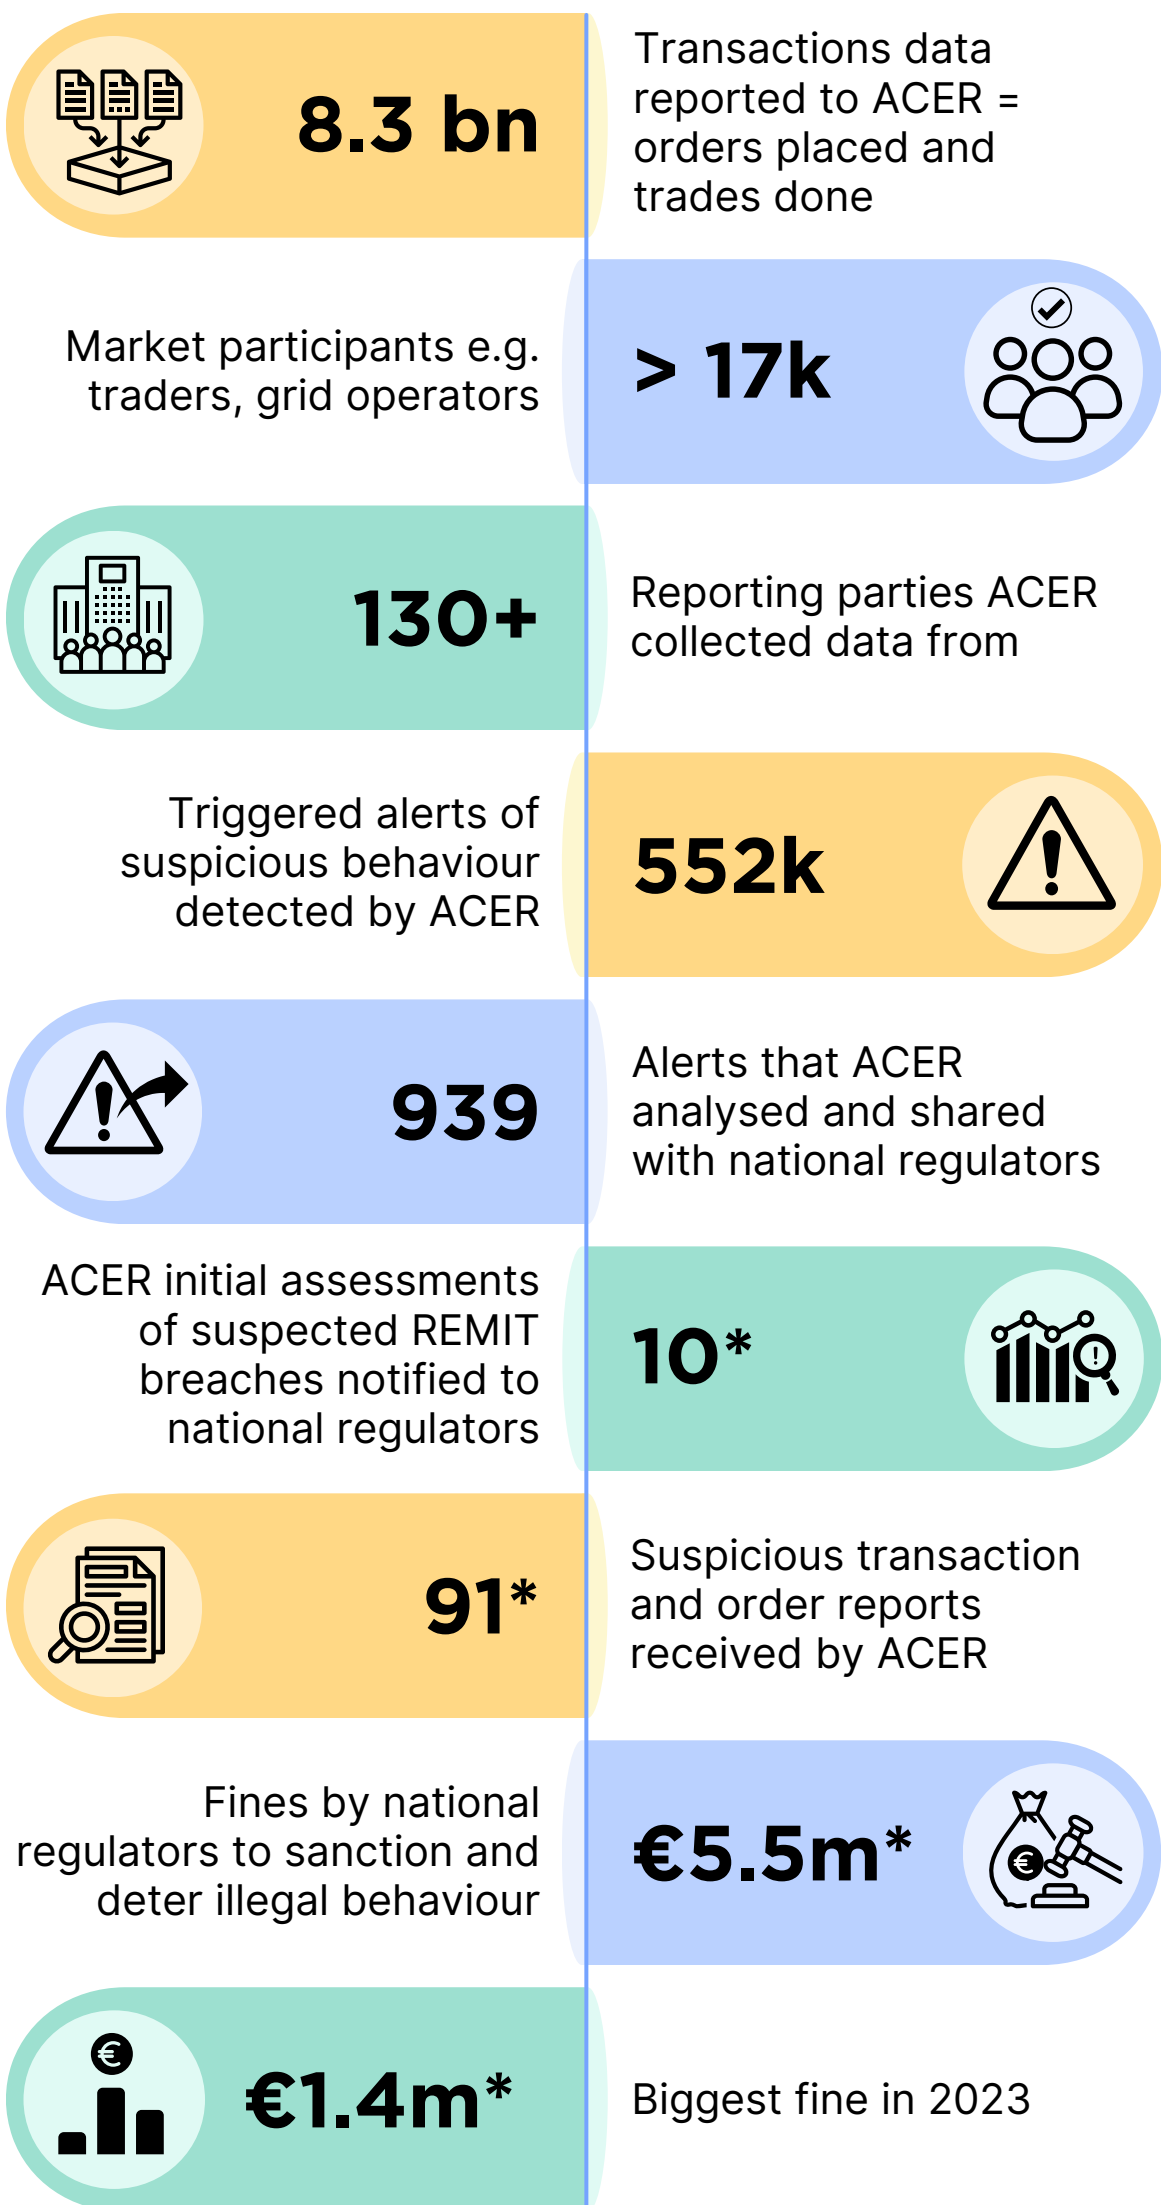 8.3 bn
Transactions data
reported to ACER =
orders placed and
trades done
Market participants e.g.
traders, grid operators
> 17k
130+
Reporting parties ACER
collected data from
Triggered alerts of
suspicious behaviour
detected by ACER
552k
939
Alerts that ACER
analysed and shared
with national regulators
ACER initial assessments
of suspected REMIT
breaches notified to
national regulators
10*
91*
Suspicious transaction
and order reports
received by ACER
Fines by national
regulators to sanction and
deter illegal behaviour
€5.5m*
€1.4m*
Biggest fine in 2023